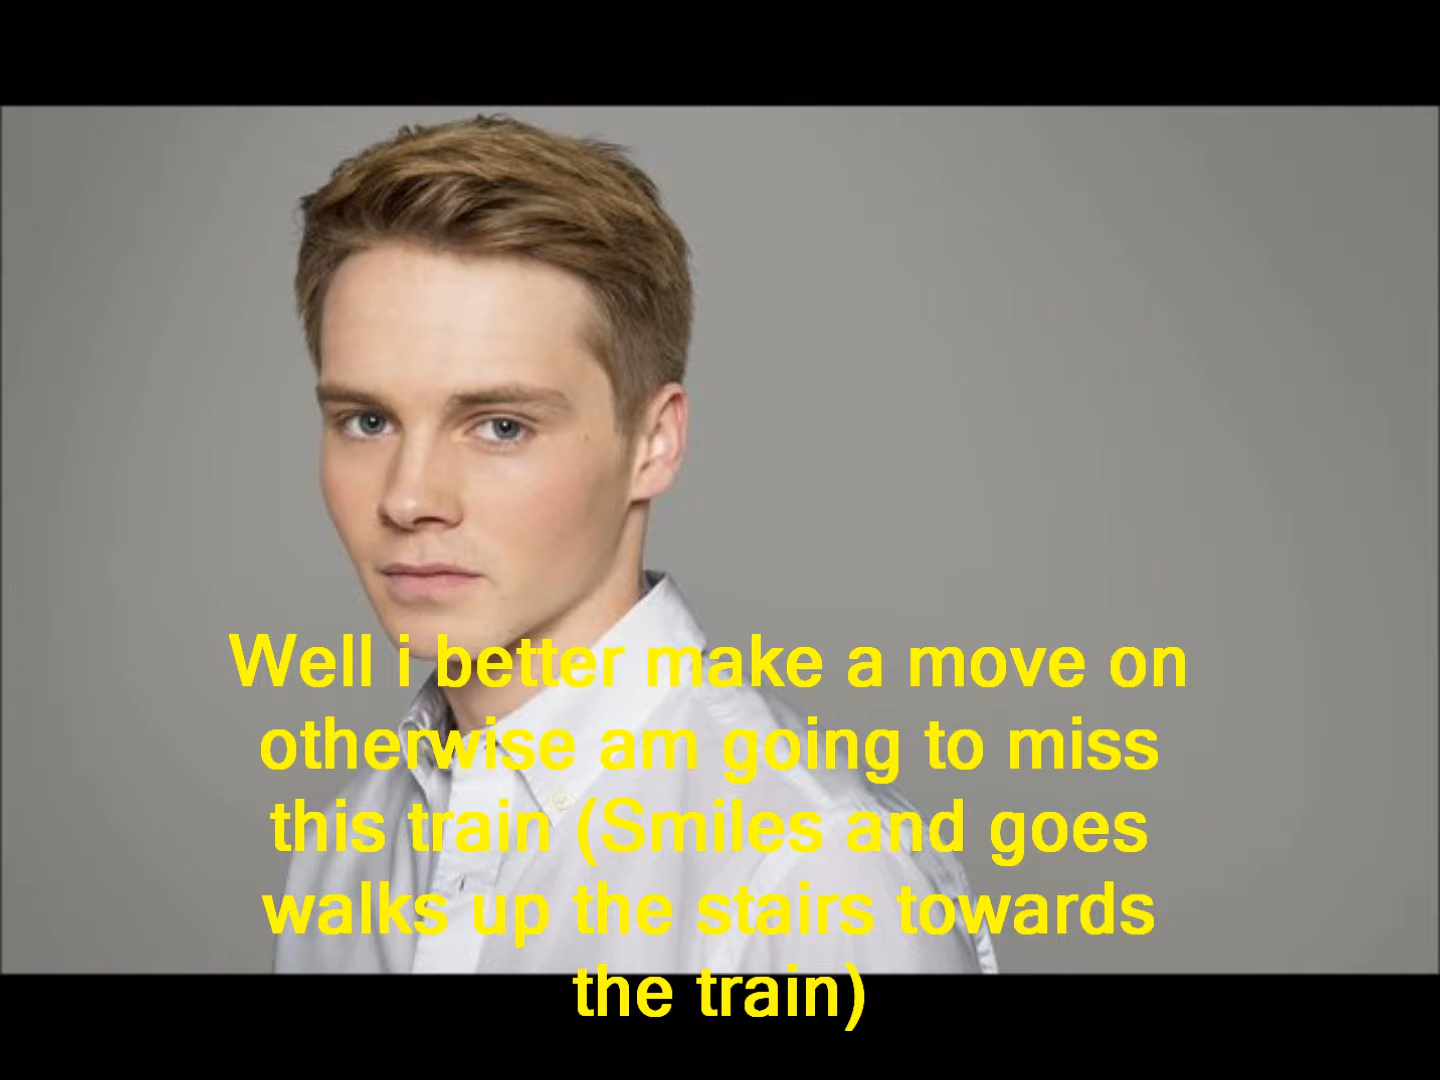 Well i better make a move on
otherwise am going to miss
this train (Smiles and goes
walks up the stairs towards
the train)